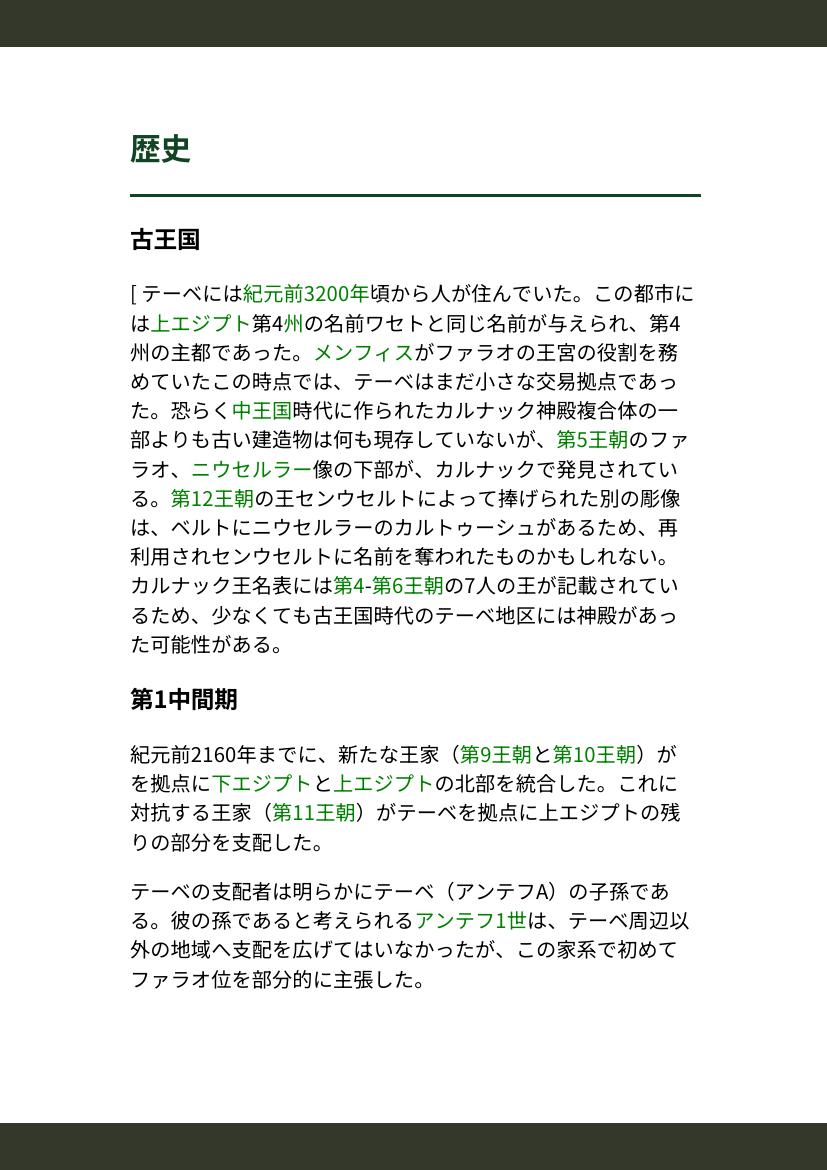 歴史
古王国
[ テーベには紀元前3200年頃から人が住んでいた。この都市に
は上エジプト第4州の名前ワセトと同じ名前が与えられ、第4
州の主都であった。メンフィスがファラオの王宮の役割を務
めていたこの時点では、テーベはまだ小さな交易拠点であっ
た。恐らく中王国時代に作られたカルナック神殿複合体の一
部よりも古い建造物は何も現存していないが、第5王朝のファ
ラオ、ニウセルラー像の下部が、カルナックで発見されてい
る。第12王朝の王センウセルトによって捧げられた別の彫像
は、ベルトにニウセルラーのカルトゥーシュがあるため、再
利用されセンウセルトに名前を奪われたものかもしれない。
カルナック王名表には第4-第6王朝の7人の王が記載されてい
るため、少なくても古王国時代のテーベ地区には神殿があっ
た可能性がある。
第1中間期
紀元前2160年までに、新たな王家（第9王朝と第10王朝）が
を拠点に下エジプトと上エジプトの北部を統合した。これに
対抗する王家（第11王朝）がテーベを拠点に上エジプトの残
りの部分を支配した。
テーベの支配者は明らかにテーベ（アンテフA）の子孫であ
る。彼の孫であると考えられるアンテフ1世は、テーベ周辺以
外の地域へ支配を広げてはいなかったが、この家系で初めて
ファラオ位を部分的に主張した。